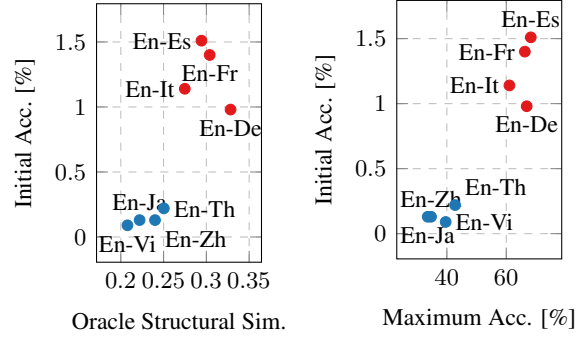 Initial Acc. [%]
1.5
1
0.5
0
En-Es
En-Fr
En-It
En-De
En-Ja
En-Th
En-Vi
En-Zh
0.2 0.25 0.3 0.35
Oracle Structural Sim.
Initial Acc. [%]
1.5
1
0.5
0
En-Es
En-Fr
En-It
En-De
En-Th
En-Zh
En-Vi
En-Ja
40 60
Maximum Acc. [%]